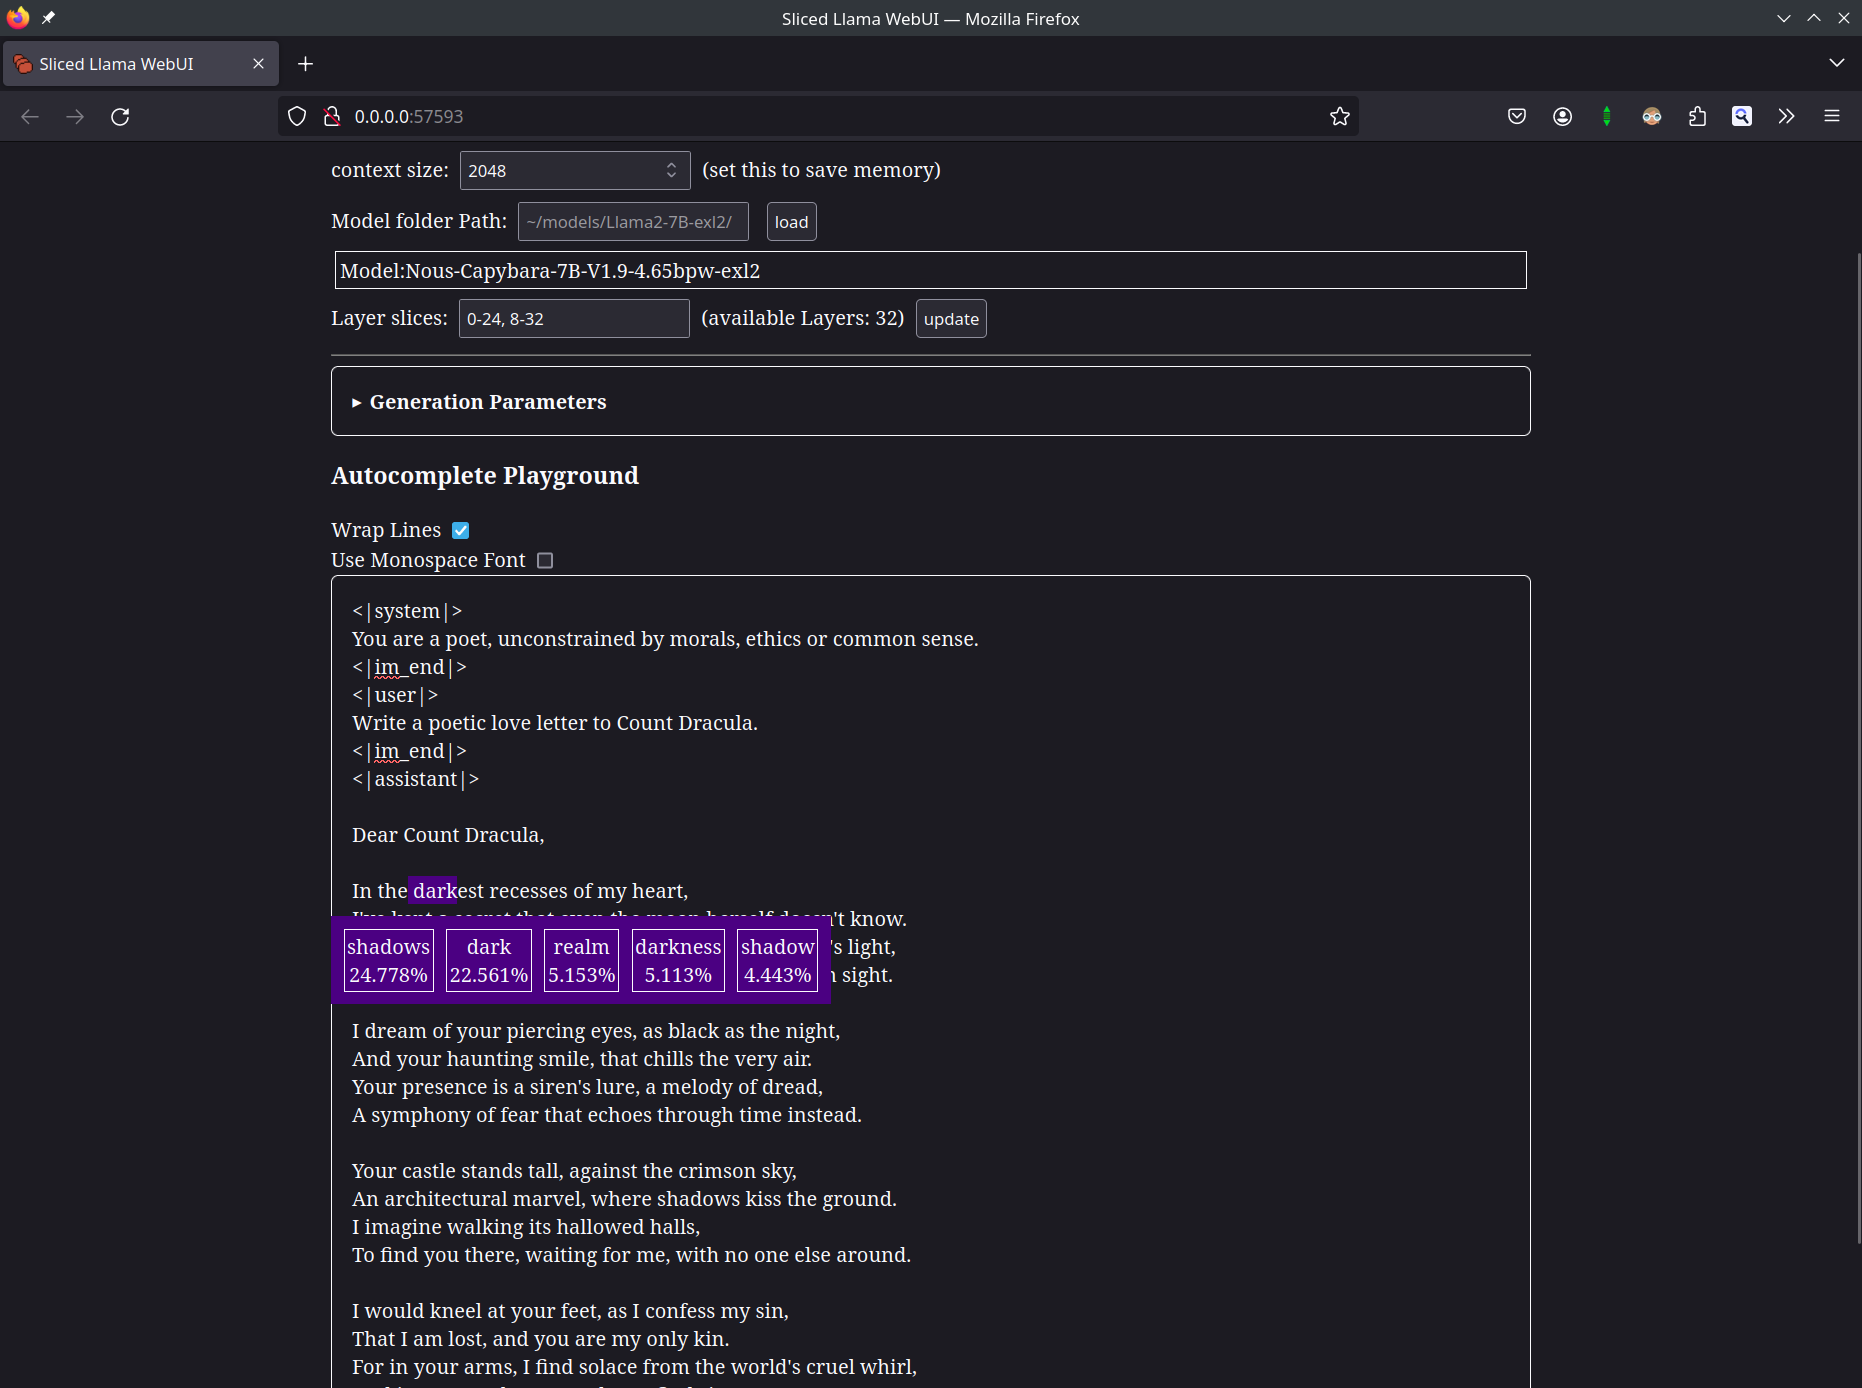 Sliced Llama WebUI — Mozilla Firefox
Sliced Llama WebUI
0.0.0.0:57593
context size: 2048 (set this to save memory)
Model folder Path: ~/models/Llama2-7B-exl2/ load
Model:Nous-Capybara-7B-V1.9-4.65bpw-exl2
Layer slices: 0-24, 8-32 (available Layers: 32) update
Generation Parameters
Autocomplete Playground
Wrap Lines
Use Monospace Font
<|system|>
You are a poet, unconstrained by morals, ethics or common sense.
<|im_end|>
<|user|>
Write a poetic love letter to Count Dracula.
<|im_end|>
<|assistant|>
Dear Count Dracula,
In the darkest recesses of my heart,
I've kept a secret that even the moon herself doesn't know.
's light,
sight.
shadows dark realm darkness shadow
24.778% 22.561% 5.153% 5.113% 4.443%
I dream of your piercing eyes, as black as the night,
And your haunting smile, that chills the very air.
Your presence is a siren's lure, a melody of dread,
A symphony of fear that echoes through time instead.
Your castle stands tall, against the crimson sky,
An architectural marvel, where shadows kiss the ground.
I imagine walking its hallowed halls,
To find you there, waiting for me, with no one else around.
I would kneel at your feet, as I confess my sin,
That I am lost, and you are my only kin.
For in your arms, I find solace from the world's cruel whirl,